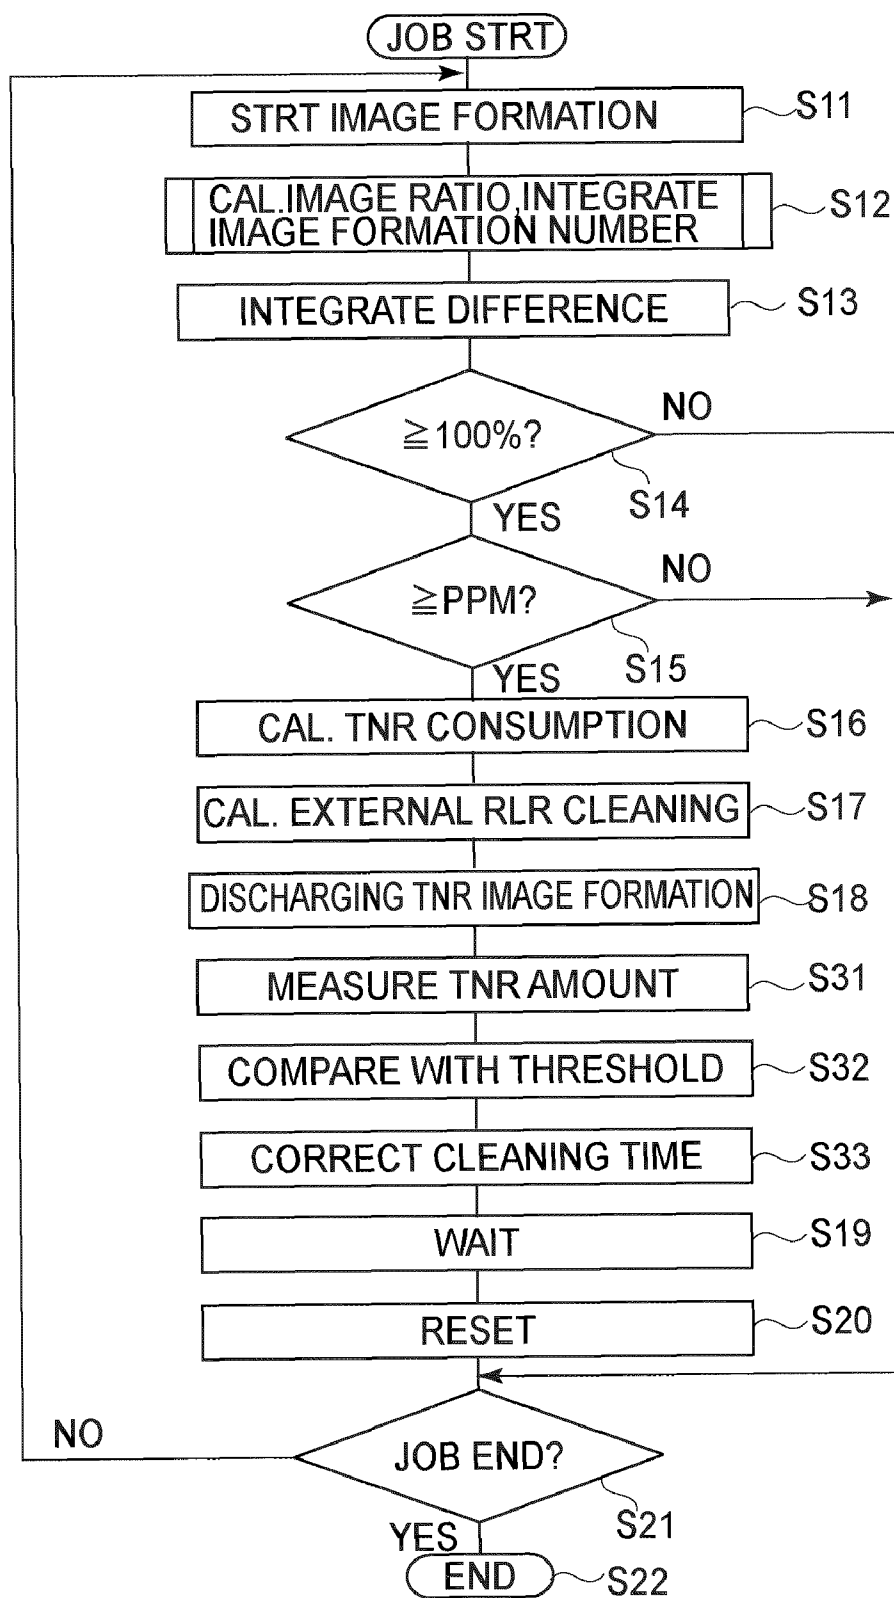 JOB STRT
STRT IMAGE FORMATION
S11
CAL.IMAGE RATIO,INTEGRATE
IMAGE FORMATION NUMBER
S12
INTEGRATE DIFFERENCE
S13
≧100%?
NO
S14
YES
≧PPM?
NO
S15
YES
CAL. TNR CONSUMPTION
S16
CAL. EXTERNAL RLR CLEANING
S17
DISCHARGING TNR IMAGE FORMATION
S18
MEASURE TNR AMOUNT
S31
COMPARE WITH THRESHOLD
S32
CORRECT CLEANING TIME
S33
WAIT
S19
RESET
S20
NO
JOB END?
S21
YES
END
S22